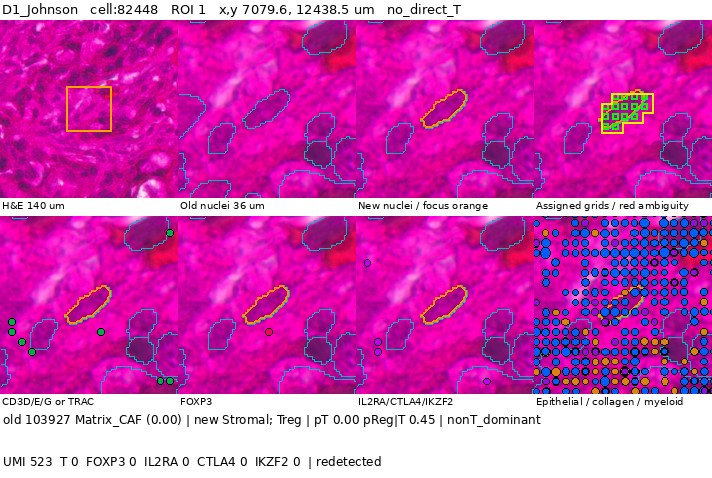 D1_Johnson cell:82448 ROI 1 x,y 7079.6, 12438.5 um no_direct_T
H&E 140 um
Old nuclei 36 um
New nuclei / focus orange
Assigned grids / red ambiguity
CD3D/E/G or TRAC
FOXP3
IL2RA/CTLA4/IKZF2
Epithelial / collagen / myeloid
old 103927 Matrix_CAF (0.00) | new Stromal; Treg | pT 0.00 pReg|T 0.45 | nonT_dominant
UMI 523 T 0 FOXP3 0 IL2RA 0 CTLA4 0 IKZF2 0 | redetected